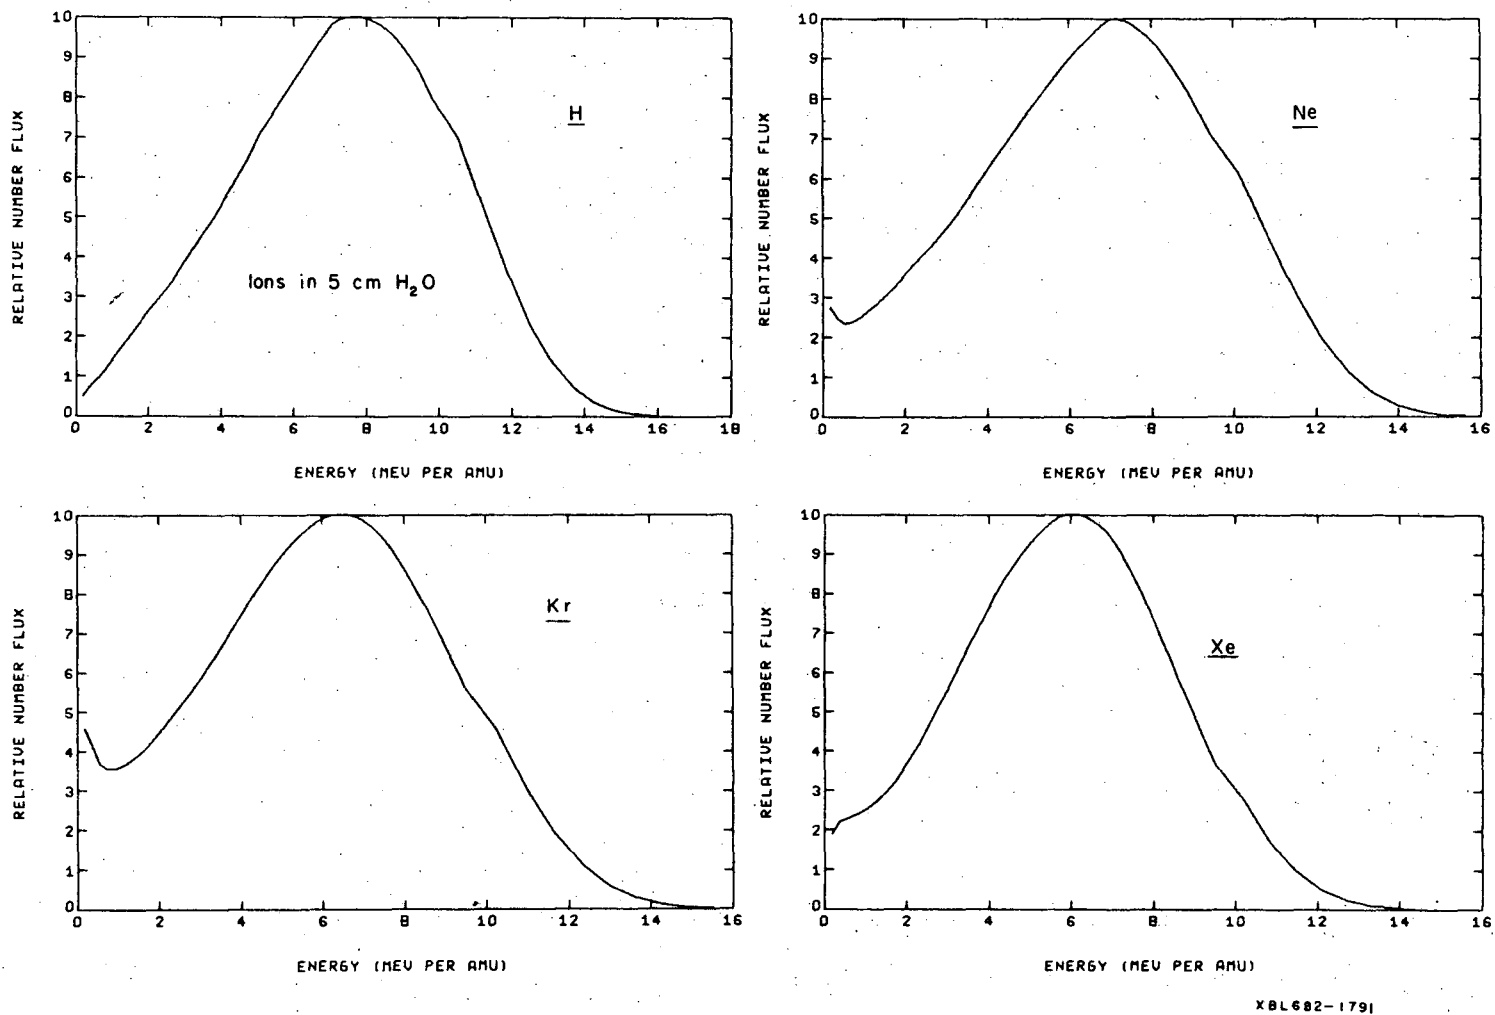 RELATIVE NUMBER FLUX
10
9
8
7
6
5
4
3
2
1
0
H
Ions in 5 cm H₂O
0 2 4 6 8 10 12 14 16 18
ENERGY (MEV PER AMU)
RELATIVE NUMBER FLUX
10
9
8
7
6
5
4
3
2
1
0
Ne
0 2 4 6 8 10 12 14 16
ENERGY (MEV PER AMU)
RELATIVE NUMBER FLUX
10
9
8
7
6
5
4
3
2
1
0
Kr
0 2 4 6 8 10 12 14 16
ENERGY (MEV PER AMU)
RELATIVE NUMBER FLUX
10
9
8
7
6
5
4
3
2
1
0
Xe
0 2 4 6 8 10 12 14 16
ENERGY (MEV PER AMU)
XBL682-1791